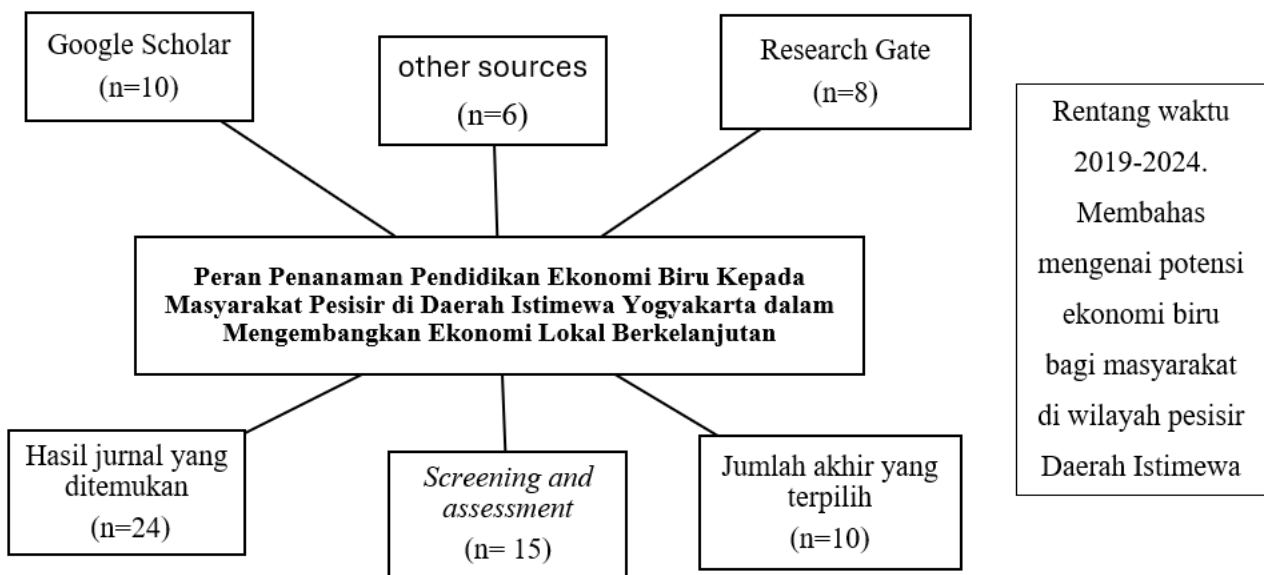 Google Scholar
(n=10)
other sources
(n=6)
Research Gate
(n=8)
Peran Penanaman Pendidikan Ekonomi Biru Kepada
Masyarakat Pesisir di Daerah Istimewa Yogyakarta dalam
Mengembangkan Ekonomi Lokal Berkelanjutan
Hasil jurnal yang
ditemukan
(n=24)
Screening and
assessment
(n= 15)
Jumlah akhir yang
terpilih
(n=10)
Rentang waktu
2019-2024.
Membahas
mengenai potensi
ekonomi biru
bagi masyarakat
di wilayah pesisir
Daerah Istimewa